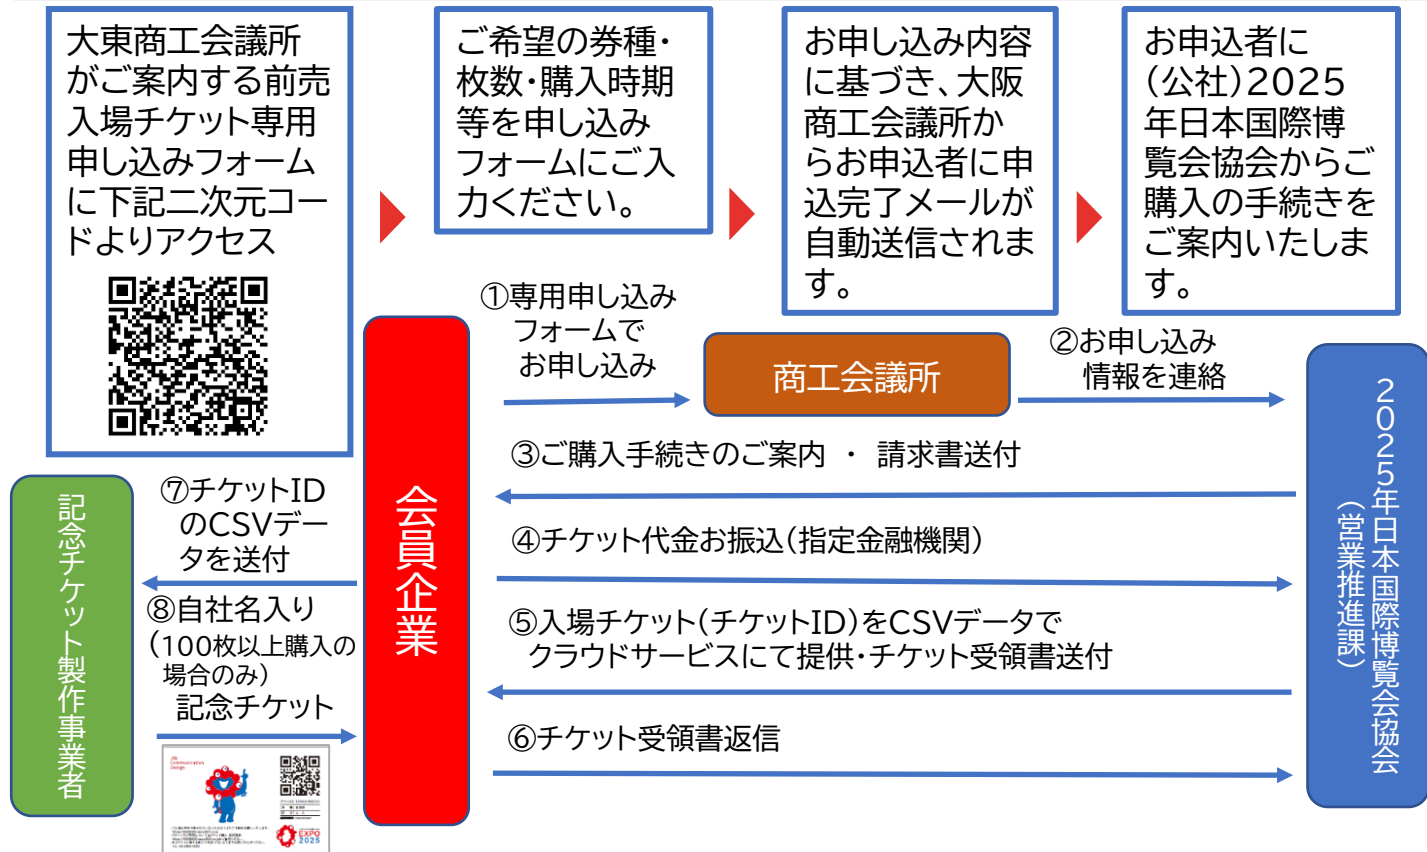 大東商工会議所
がご案内する前売
入場チケット専用
申し込みフォーム
に下記二次元コー
ドよりアクセス
ご希望の券種・
枚数・購入時期
等を申し込み
フォームにご入
力ください。
お申し込み内容
に基づき、大阪
商工会議所か
らお申込者に申
込完了メールが
自動送信されま
す。
お申込者に
(公社)2025
年日本国際博
覧会協会からご
購入の手続きを
ご案内いたしま
す。
①専用申し込み
フォームで
お申し込み
商工会議所
②お申し込み
情報を連絡
③ご購入手続きのご案内 ・ 請求書送付
④チケット代金お振込(指定金融機関)
⑤入場チケット(チケットID)をCSVデータで
クラウドサービスにて提供・チケット受領書送付
⑥チケット受領書返信
会員企業
2025年日本国際博覧会協会
(営業推進課)
⑦チケットID
のCSVデー
タを送付
⑧自社名入り
(100枚以上購入の
場合のみ)
記念チケット
記念チケット製作事業者
EXPO
2025